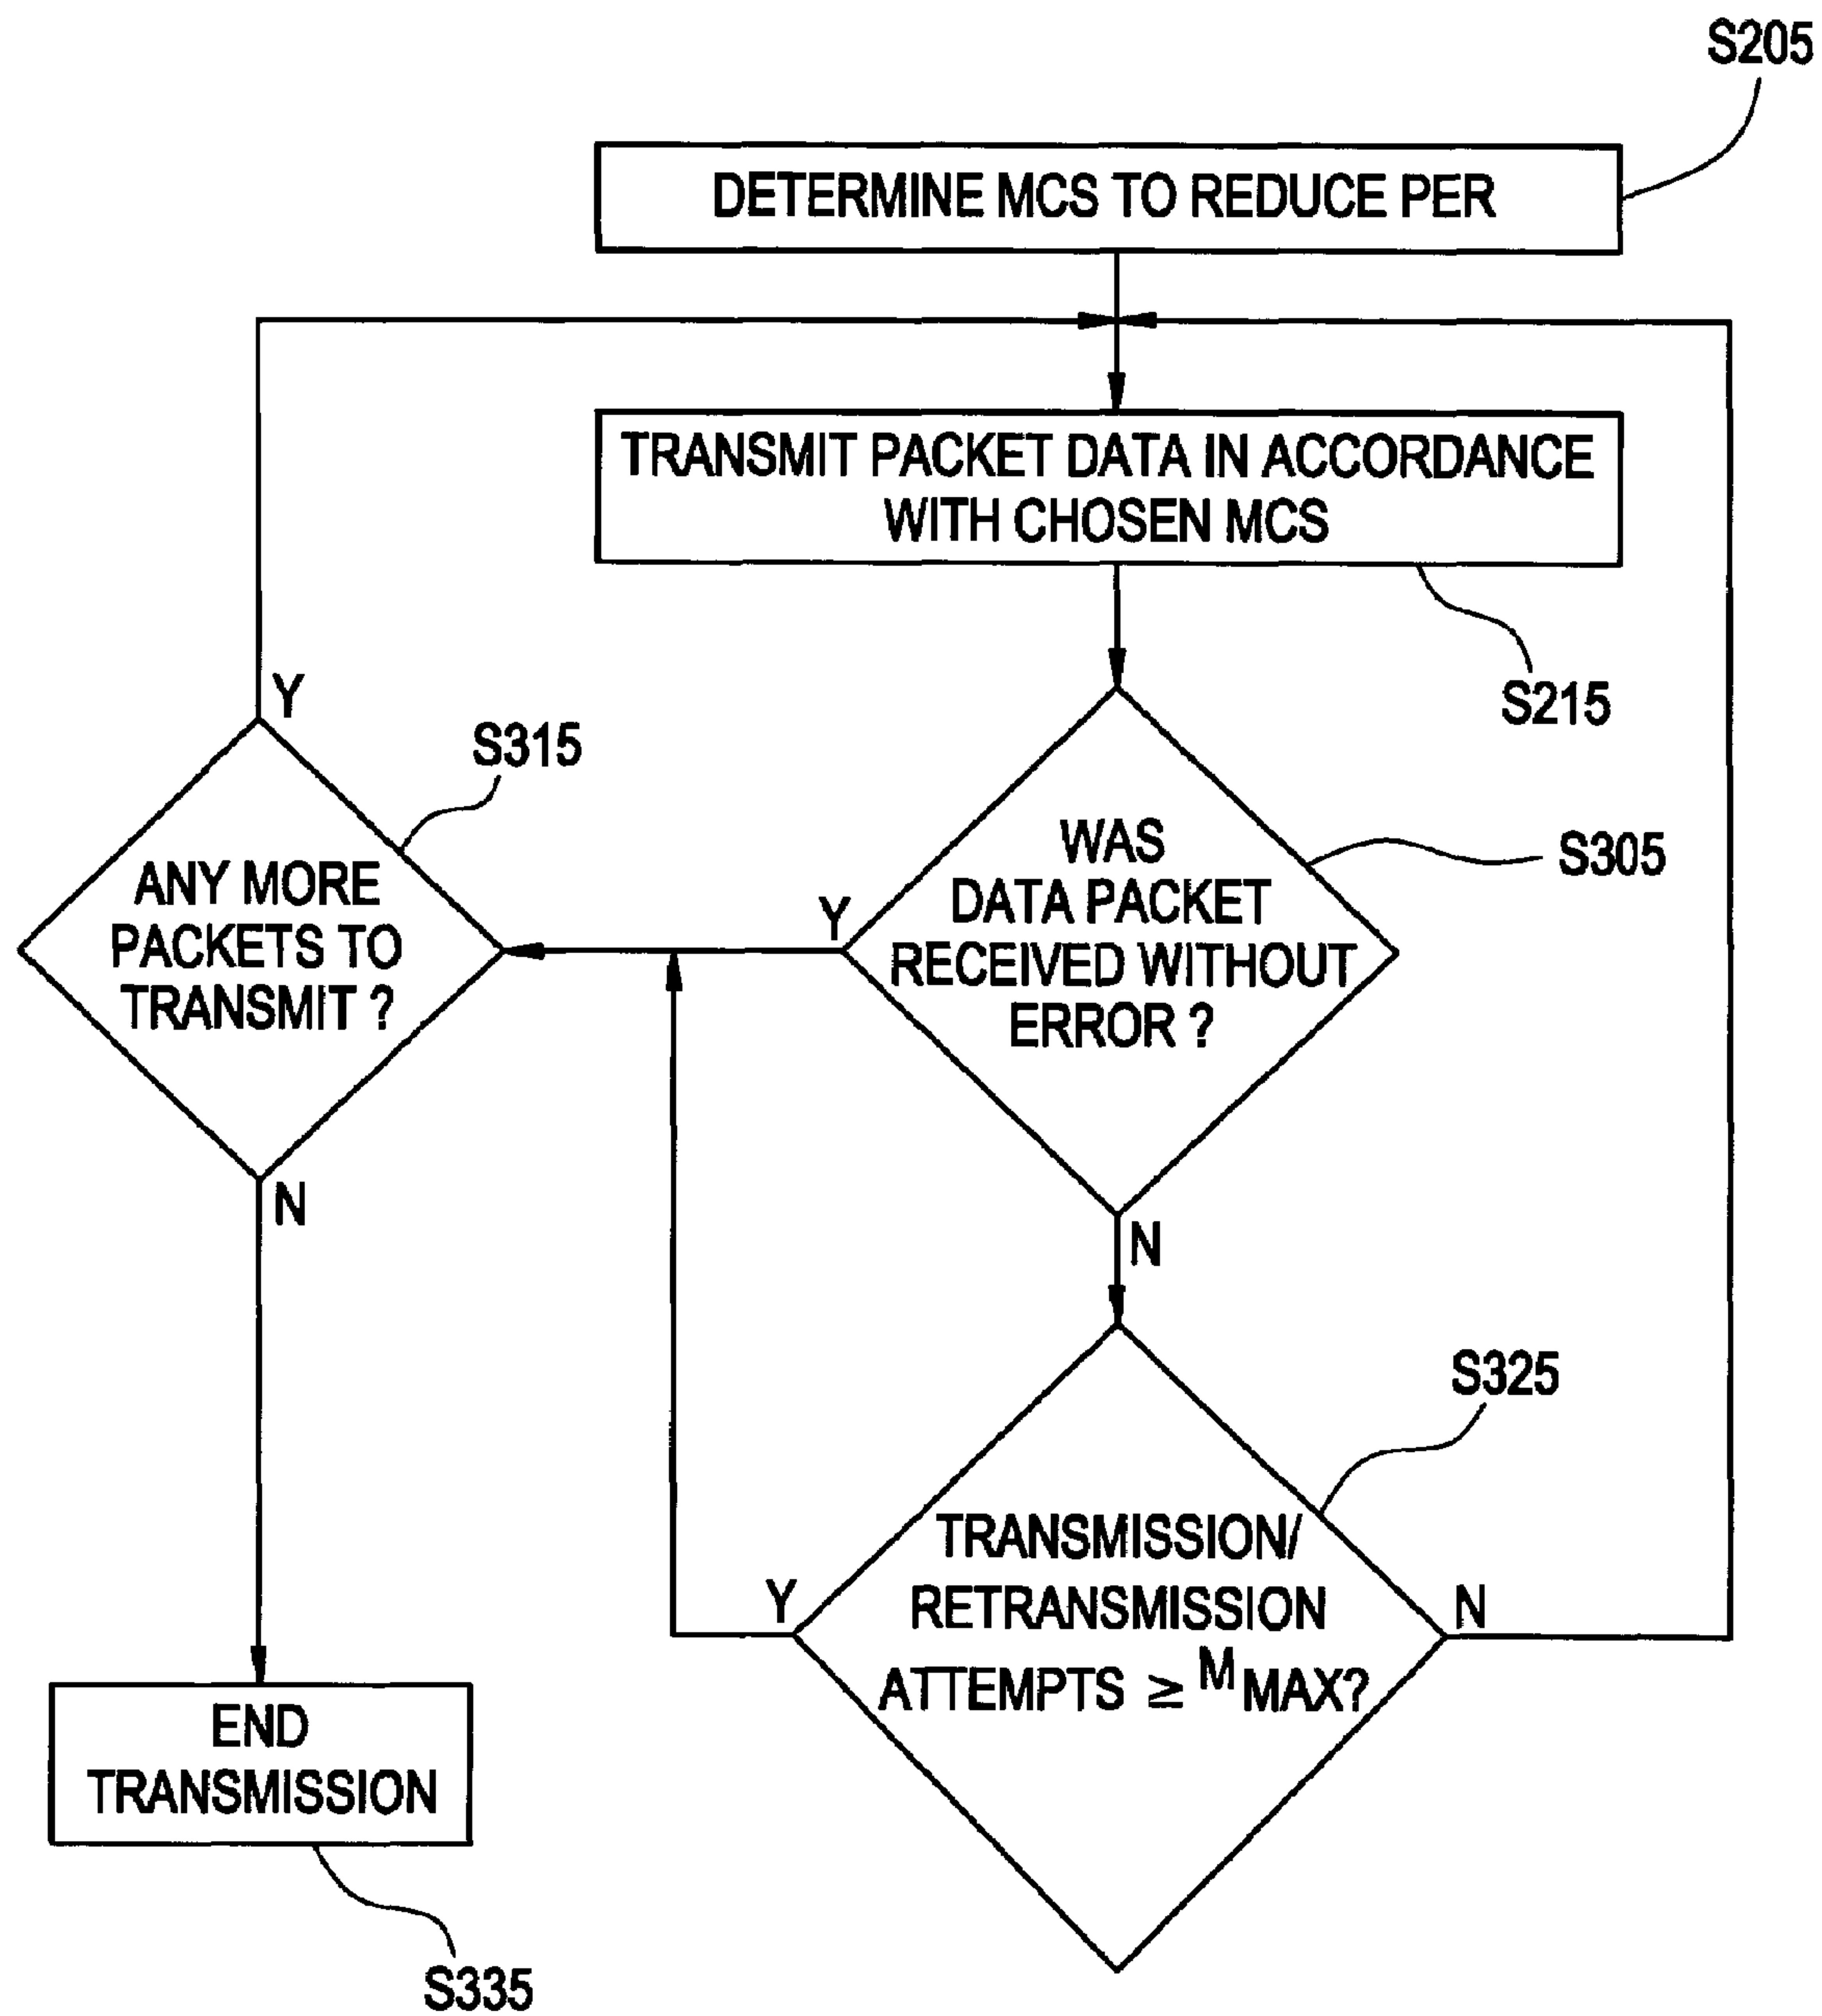 S205
DETERMINE MCS TO REDUCE PER
TRANSMIT PACKET DATA IN ACCORDANCE
WITH CHOSEN MCS
S215
Y
S315
ANY MORE
PACKETS TO
TRANSMIT ?
N
WAS
DATA PACKET
RECEIVED WITHOUT
ERROR ?
S305
Y
N
S325
TRANSMISSION/
RETRANSMISSION
ATTEMPTS ≥ M MAX?
Y
N
END
TRANSMISSION
S335